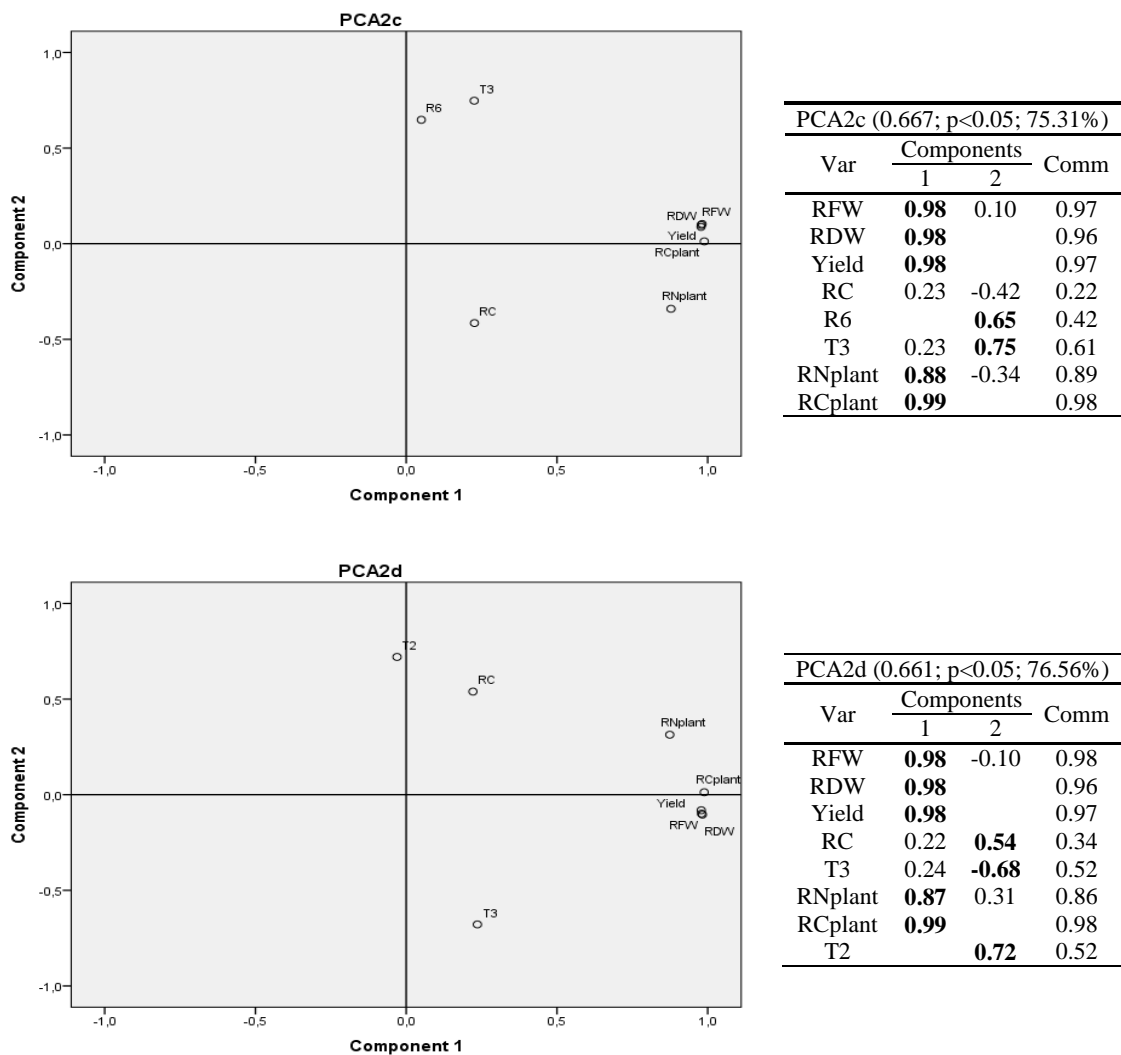 PCA2c
1,0
T3
R6
0,5
RDW RFW
Component 2
0,0
Yield
RCplant
RNplant
RC
-0,5
-1,0
-1,0 -0,5 0,0 0,5 1,0
Component 1
PCA2c (0.667; p<0.05; 75.31%)
Var Components Comm
1 2
RFW 0.98 0.10 0.97
RDW 0.98 0.96
Yield 0.98 0.97
RC 0.23 -0.42 0.22
R6 0.65 0.42
T3 0.23 0.75 0.61
RNplant 0.88 -0.34 0.89
RCplant 0.99 0.98
PCA2d
1,0
T2
RC
0,5
RNplant
Component 2
RCplant
0,0
Yield
RFW RDW
-0,5
T3
-1,0
-1,0 -0,5 0,0 0,5 1,0
Component 1
PCA2d (0.661; p<0.05; 76.56%)
Var Components Comm
1 2
RFW 0.98 -0.10 0.98
RDW 0.98 0.96
Yield 0.98 0.97
RC 0.22 0.54 0.34
T3 0.24 -0.68 0.52
RNplant 0.87 0.31 0.86
RCplant 0.99 0.98
T2 0.72 0.52